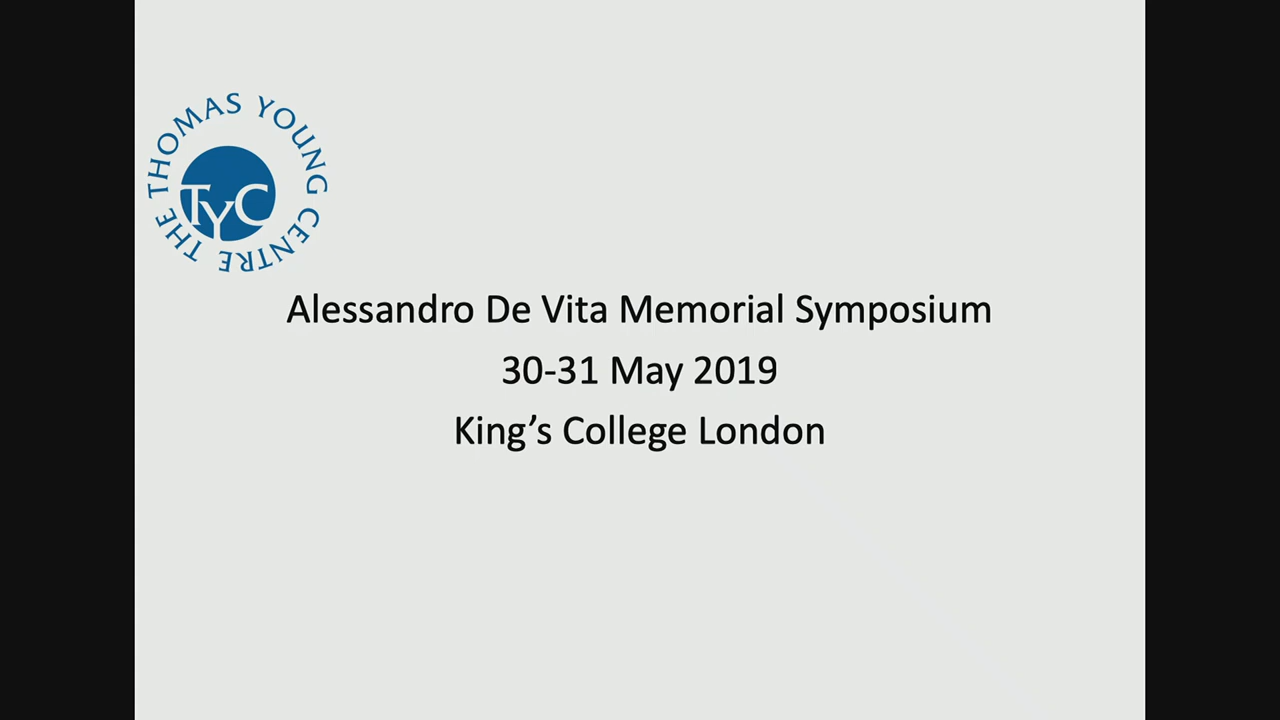 THE THOMAS YOUNG CENTRE
TYC
Alessandro De Vita Memorial Symposium
30-31 May 2019
King’s College London